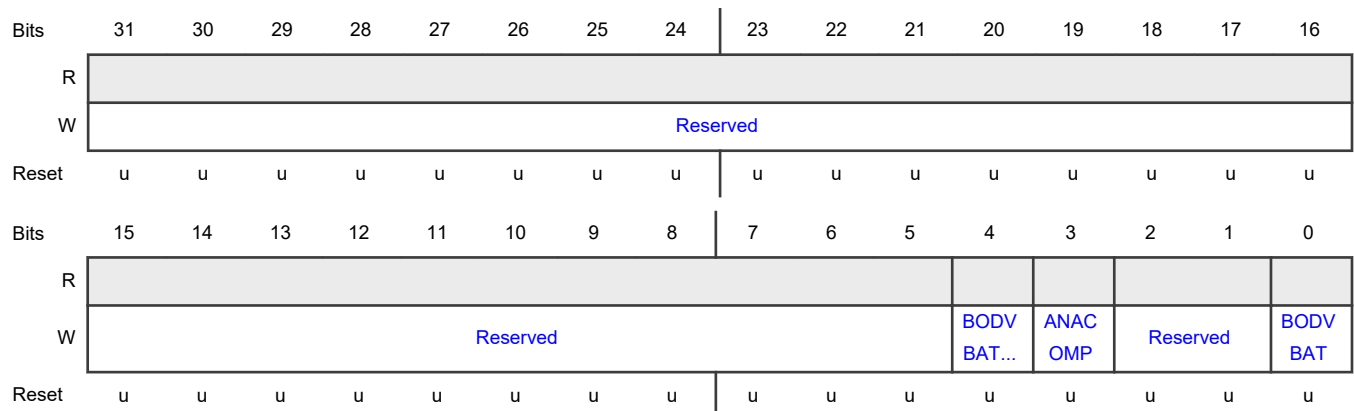 Bits 31 30 29 28 27 26 25 24 23 22 21 20 19 18 17 16
R
W Reserved
Reset u u u u u u u u u u u u u u u u
Bits 15 14 13 12 11 10 9 8 7 6 5 4 3 2 1 0
R
W Reserved BODV BAT... ANAC OMP Reserved BODV BAT
Reset u u u u u u u u u u u u u u u u